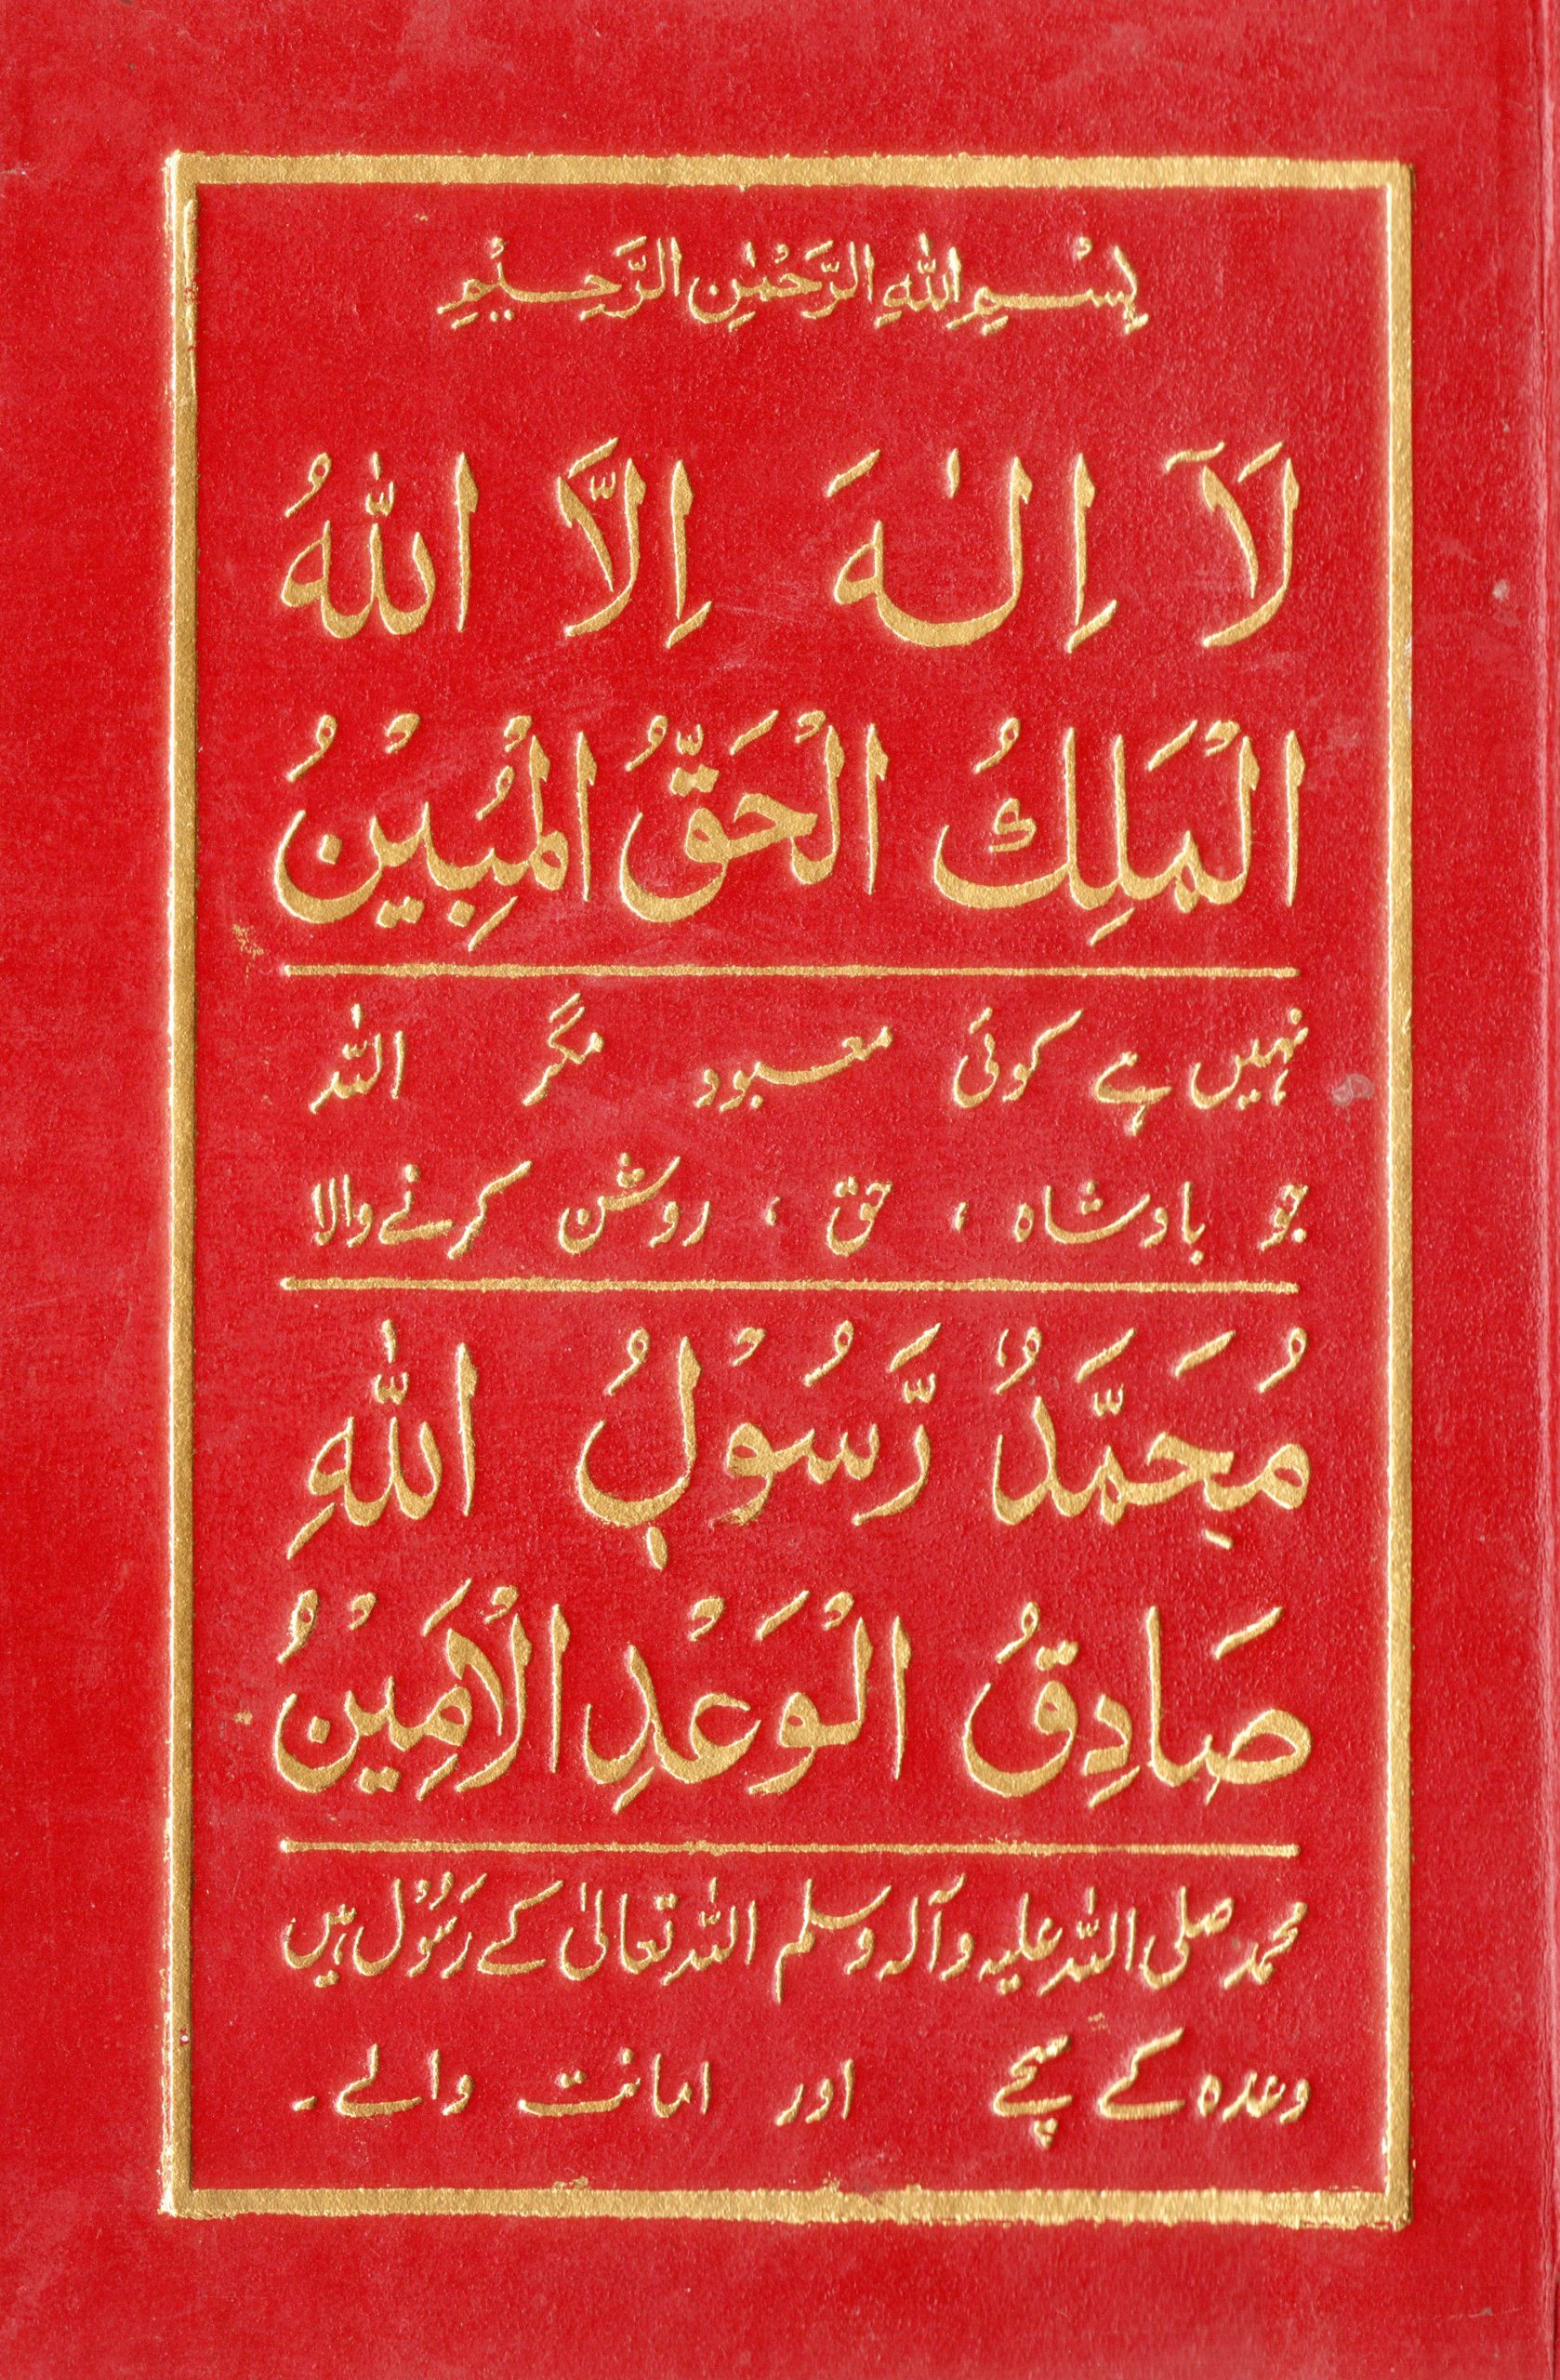 بِسْمِ اللّٰهِ الرَّحْمٰنِ الرَّحِيْمِ
لَآ اِلٰهَ اِلَّا اللّٰهُ
الْمَلِكُ الْحَقُّ الْمُبِيْنُ
نہیں ہے کوئی معبود مگر اللہ
جو بادشاہ ، حق ، روشن کرنے والا
مُحَمَّدٌ رَّسُوْلُ اللّٰهِ
صَادِقُ الْوَعْدِ الْاَمِيْنُ
محمد صلی اللہ علیہ وآلہ وسلم اللہ تعالیٰ کے رَسُوْل ہیں
وعدہ کے سچے اور امانت والے ۔